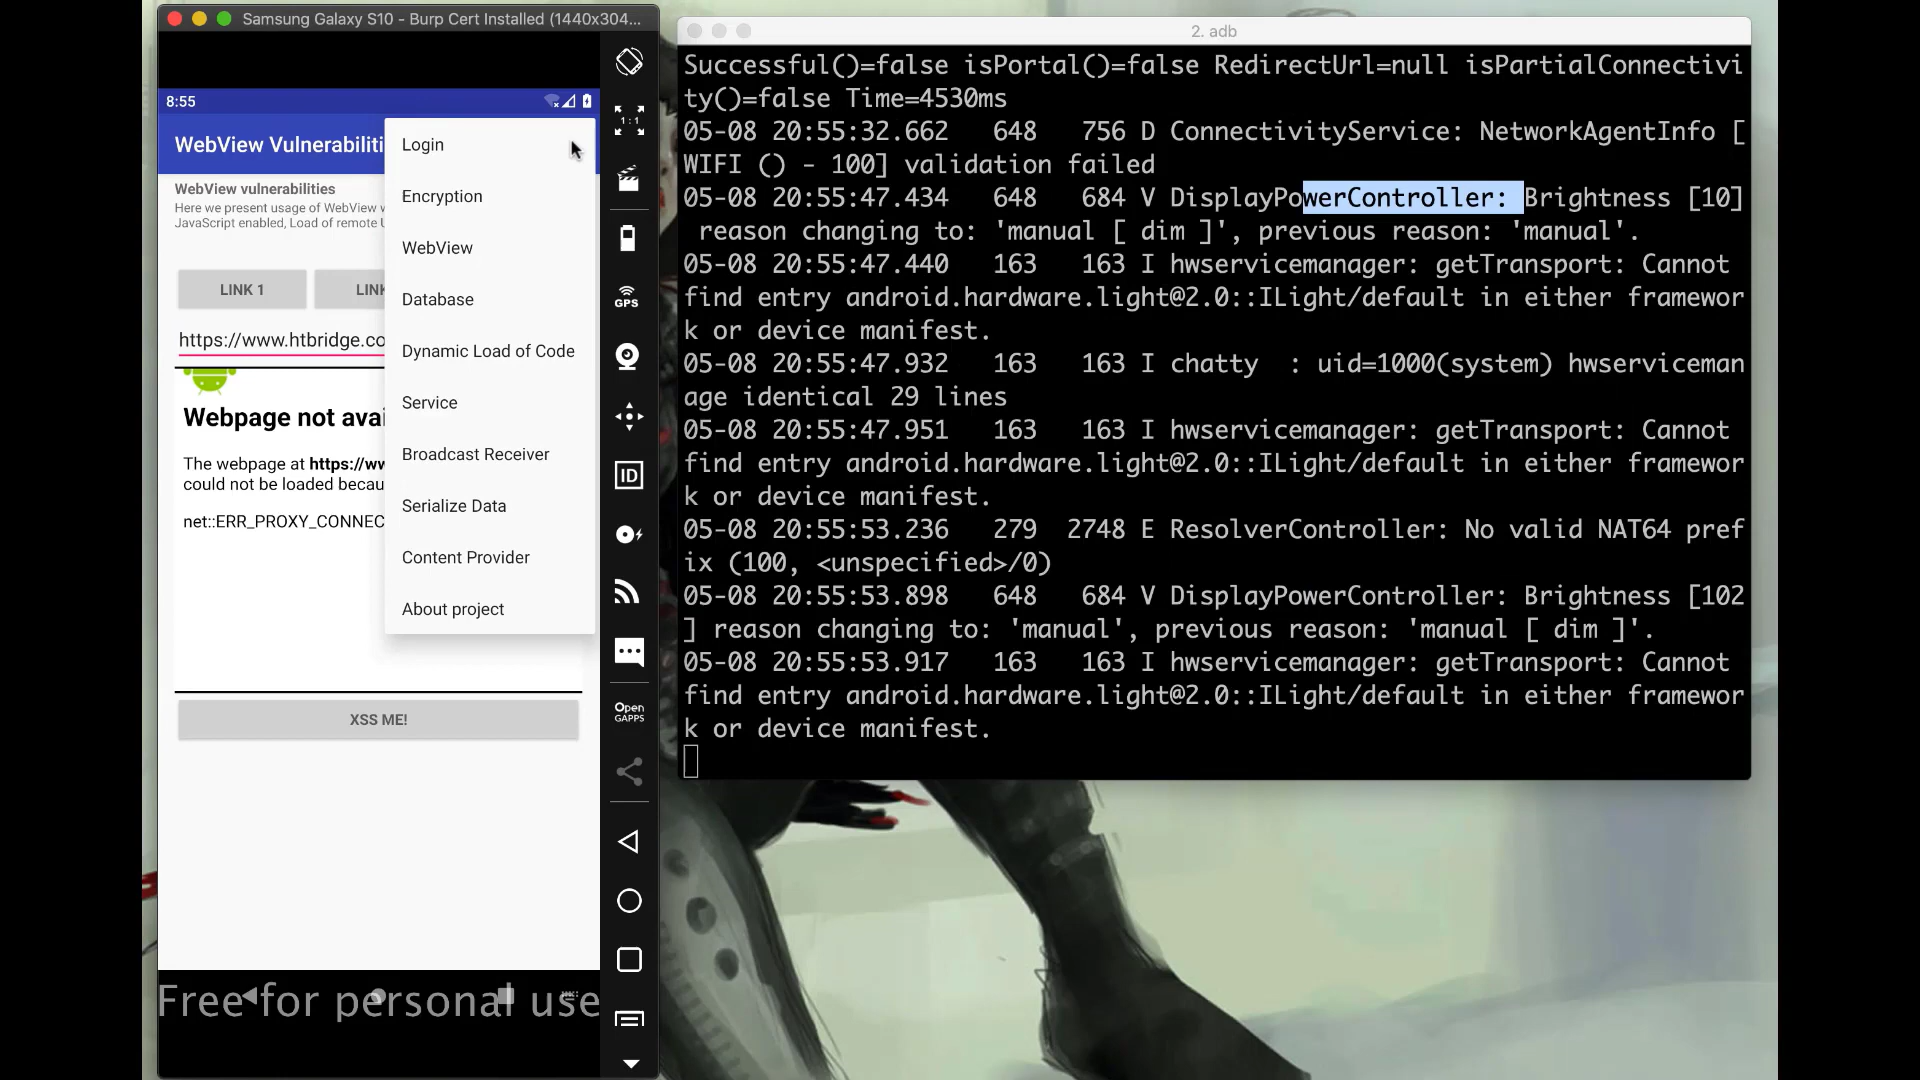 Samsung Galaxy S10 - Burp Cert Installed (1440x304...
8:55
WebView Vulnerabiliti
WebView vulnerabilities
Here we present usage of WebView w
JavaScript enabled, Load of remote U
LINK 1
LINK
https://www.htbridge.co
Webpage not avai
The webpage at https://ww
could not be loaded becau
net::ERR_PROXY_CONNEC
XSS ME!
Login
Encryption
WebView
Database
Dynamic Load of Code
Service
Broadcast Receiver
Serialize Data
Content Provider
About project
Free for personal use
1:1
GPS
ID
Open
GAPPS
2. adb
Successful()=false isPortal()=false RedirectUrl=null isPartialConnectivi
ty()=false Time=4530ms
05-08 20:55:32.662   648   756 D ConnectivityService: NetworkAgentInfo [
WIFI () - 100] validation failed
05-08 20:55:47.434   648   684 V DisplayPowerController: Brightness [10]
 reason changing to: 'manual [ dim ]', previous reason: 'manual'.
05-08 20:55:47.440   163   163 I hwservicemanager: getTransport: Cannot
find entry android.hardware.light@2.0::ILight/default in either framewor
k or device manifest.
05-08 20:55:47.932   163   163 I chatty  : uid=1000(system) hwserviceman
age identical 29 lines
05-08 20:55:47.951   163   163 I hwservicemanager: getTransport: Cannot
find entry android.hardware.light@2.0::ILight/default in either framewor
k or device manifest.
05-08 20:55:53.236   279  2748 E ResolverController: No valid NAT64 pref
ix (100, <unspecified>/0)
05-08 20:55:53.898   648   684 V DisplayPowerController: Brightness [102
] reason changing to: 'manual', previous reason: 'manual [ dim ]'.
05-08 20:55:53.917   163   163 I hwservicemanager: getTransport: Cannot
find entry android.hardware.light@2.0::ILight/default in either framewor
k or device manifest.